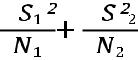 S₁²/N₁ + S²₂/N₂